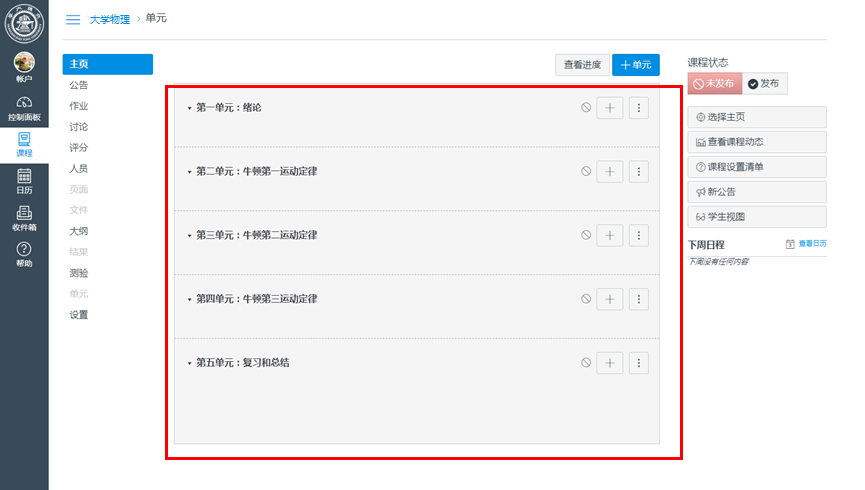 大学物理 > 单元
帐户
控制面板
课程
日历
收件箱
帮助
主页
公告
作业
讨论
评分
人员
页面
文件
大纲
结果
测验
单元
设置
查看进度
单元
第一单元：绪论
第二单元：牛顿第一运动定律
第三单元：牛顿第二运动定律
第四单元：牛顿第三运动定律
第五单元：复习和总结
课程状态
未发布 发布
选择主页
查看课程动态
课程设置清单
新公告
学生视图
下周日程 查看日历
下周没有任何内容